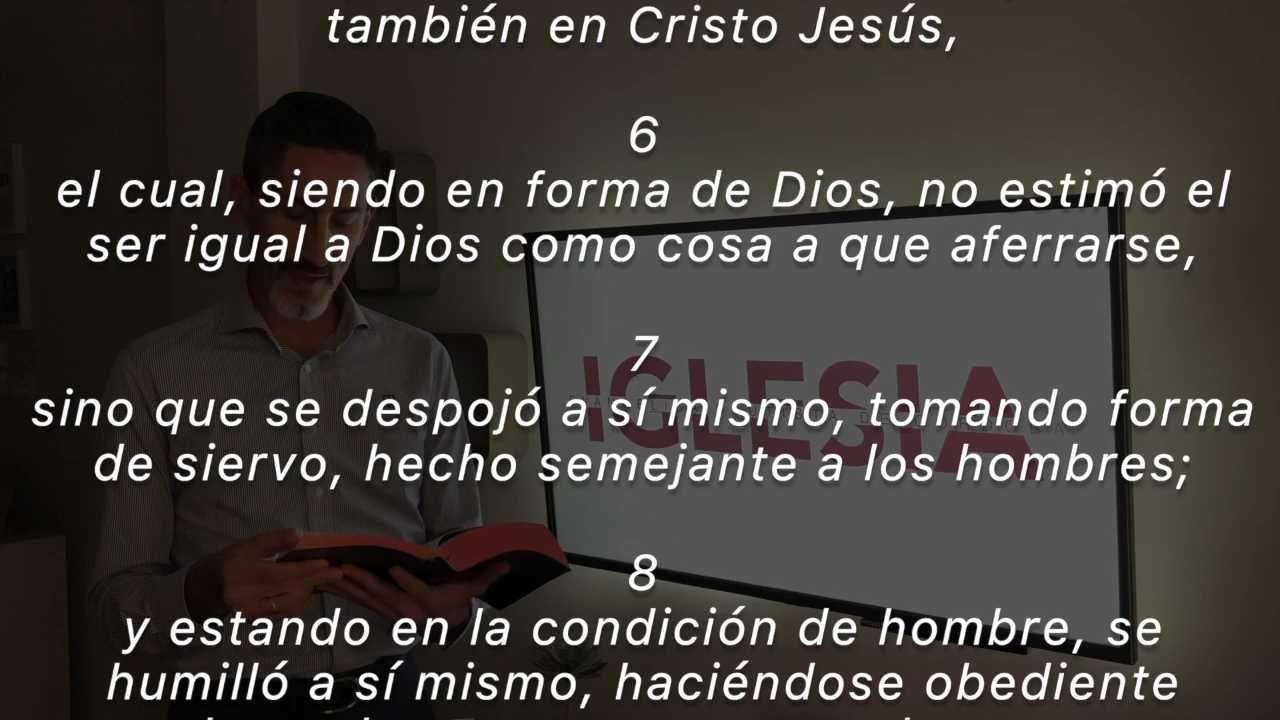 también en Cristo Jesús,
6
el cual, siendo en forma de Dios, no estimó el
ser igual a Dios como cosa a que aferrarse,
7
sino que se despojó a sí mismo, tomando forma
de siervo, hecho semejante a los hombres;
8
y estando en la condición de hombre, se
humilló a sí mismo, haciéndose obediente
IGLESIA